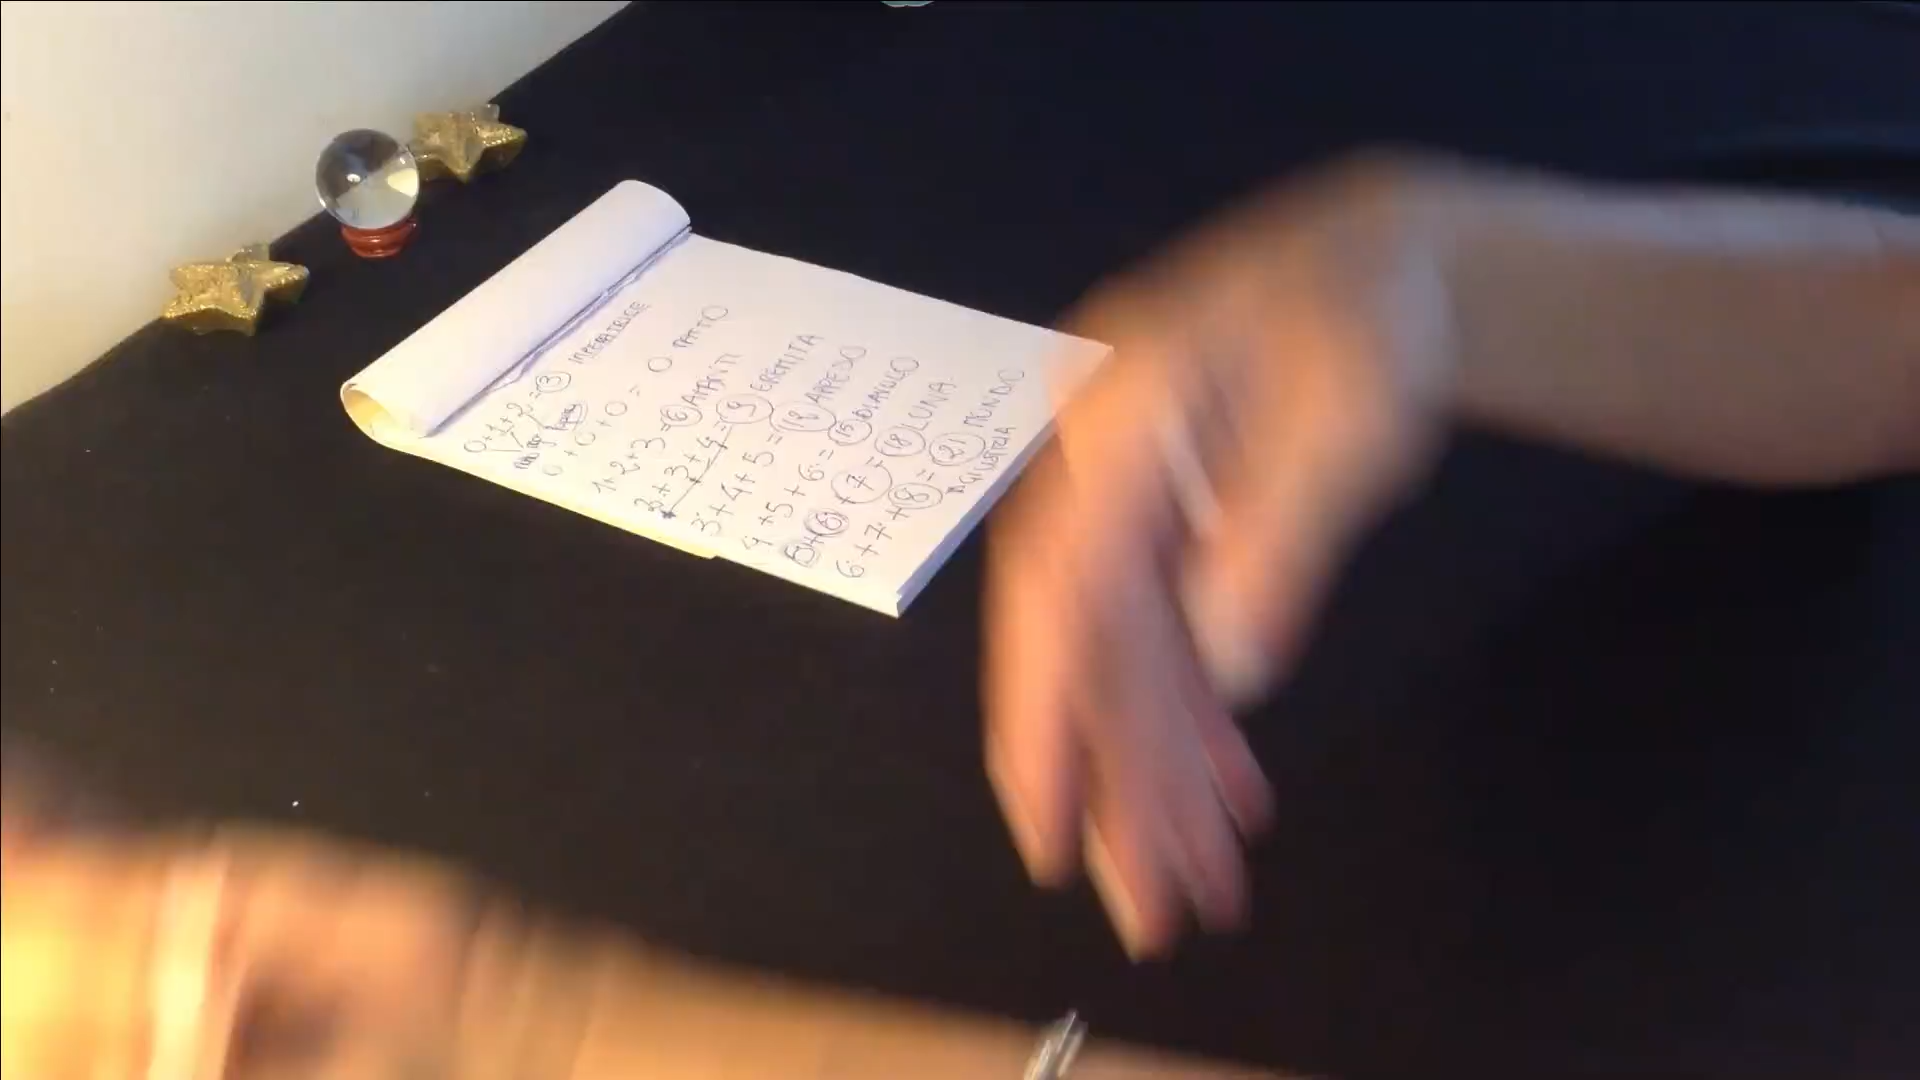 0+1+2=3 IMPERATRICE
0+0+0= 0 MATTO
1+2+3=6 AMANTI
2+3+4=9 EREMITA
3+4+5= APPESO
4+5+6=15 DIAVOLO
5+6+7=18 LUNA
6+7+8=21 MONDO
GIUSTIZIA